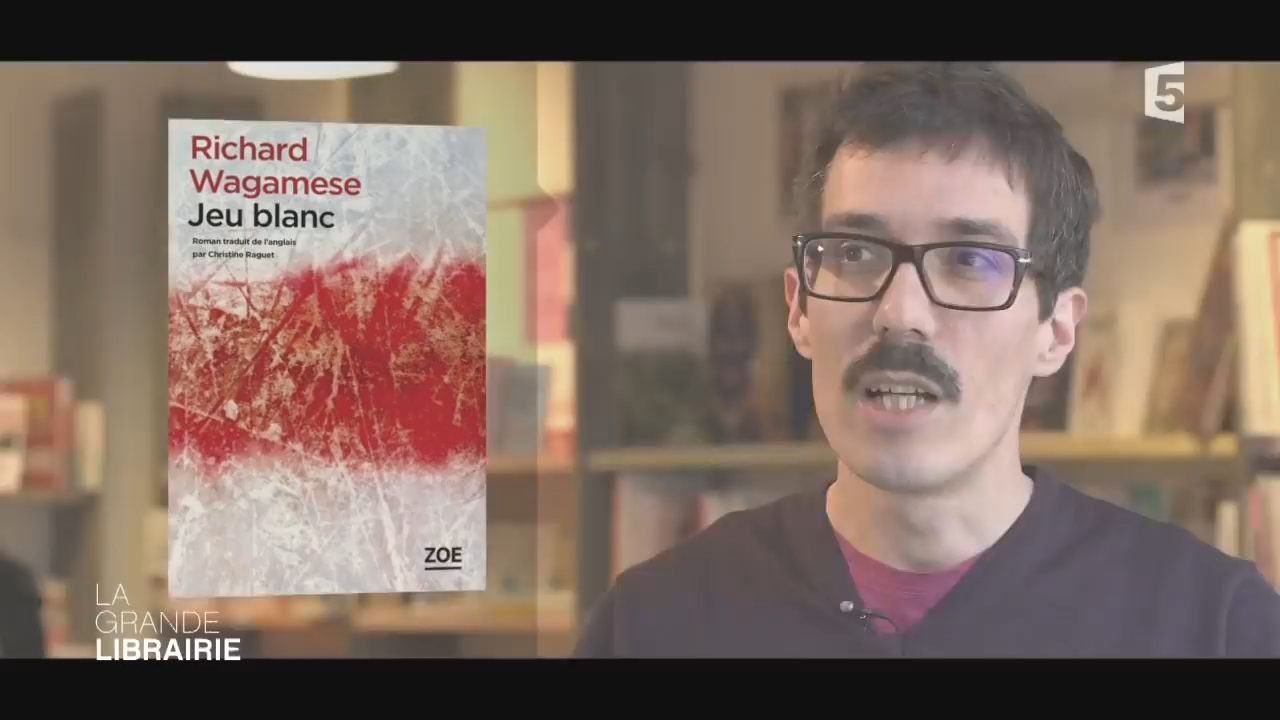 5
Richard
Wagamese
Jeu blanc
Roman traduit de l'anglais
par Christine Raguet
ZOE
LA
GRANDE
LIBRAIRIE